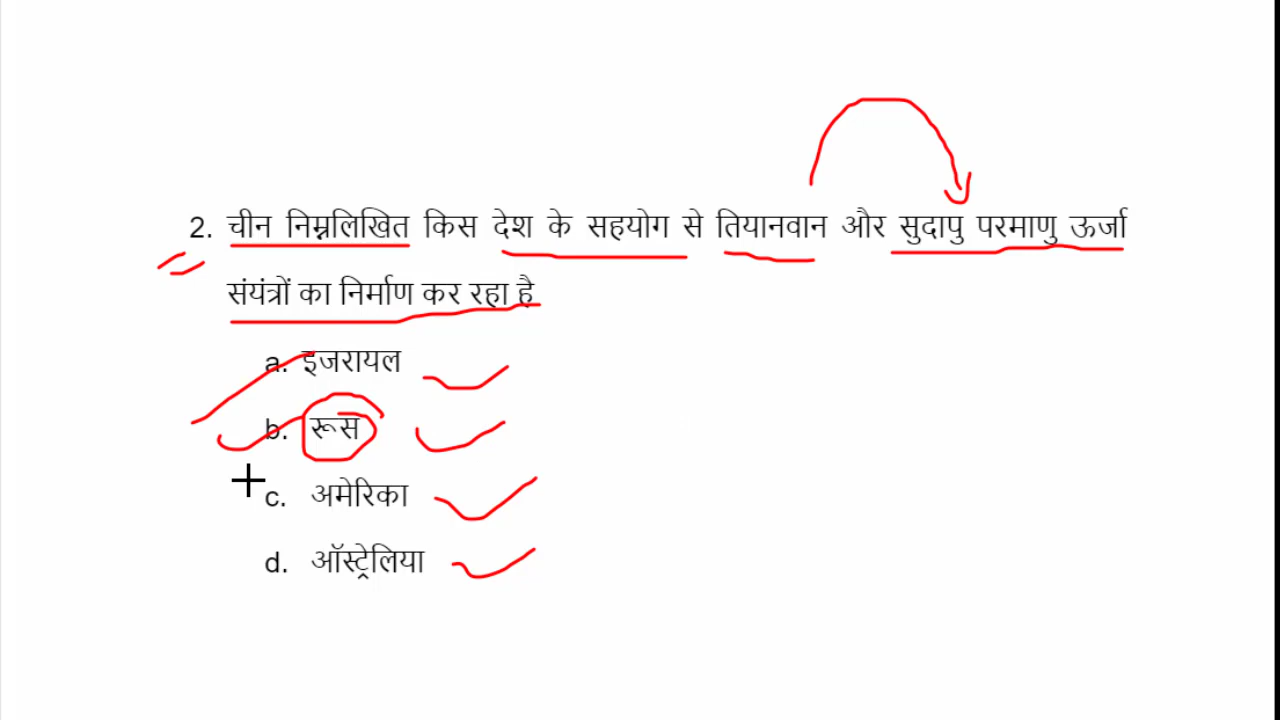 2. चीन निम्नलिखित किस देश के सहयोग से तियानवान और सुदापु परमाणु ऊर्जा
संयंत्रों का निर्माण कर रहा है
a. इजरायल
b. रूस
c. अमेरिका
d. ऑस्ट्रेलिया